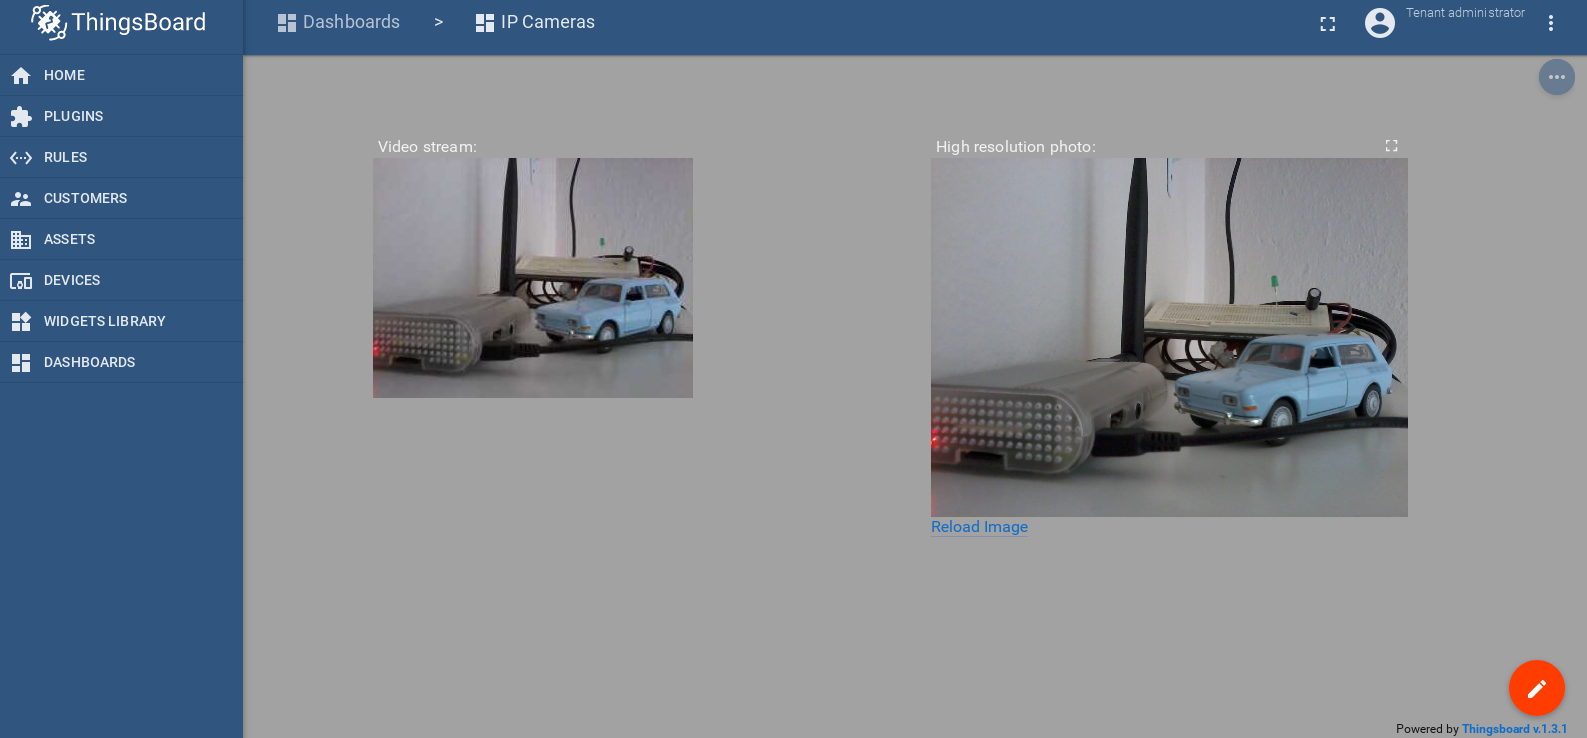 ThingsBoard
Dashboards > IP Cameras
Tenant administrator
HOME
PLUGINS
RULES
CUSTOMERS
ASSETS
DEVICES
WIDGETS LIBRARY
DASHBOARDS
Video stream:
High resolution photo:
Reload Image
Powered by Thingsboard v.1.3.1